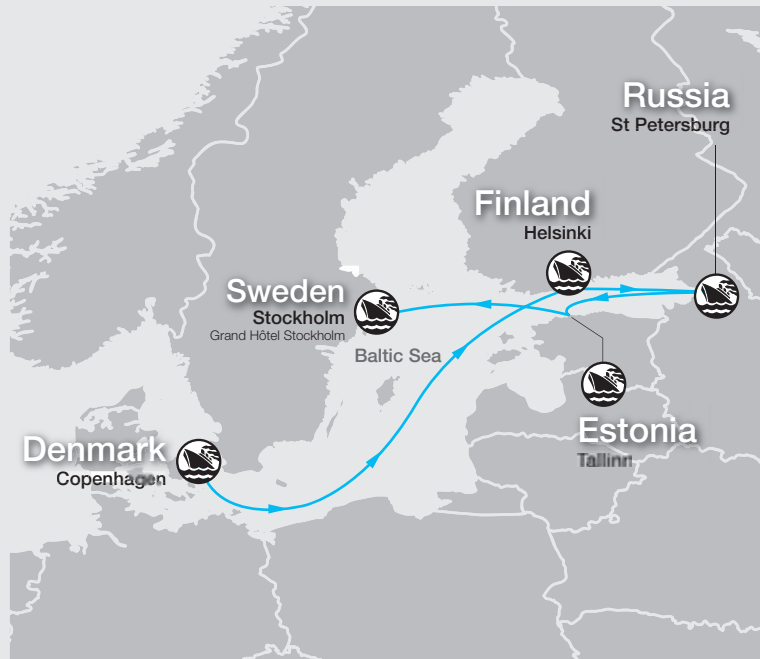 Russia
St Petersburg
Finland
Helsinki
Sweden
Stockholm
Grand Hôtel Stockholm
Baltic Sea
Denmark
Copenhagen
Estonia
Tallinn